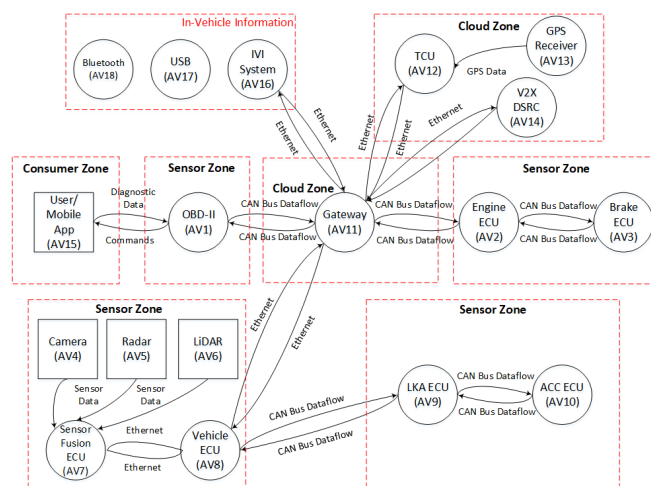 In-Vehicle Information
Bluetooth
(AV18)
USB
(AV17)
IVI
System
(AV16)
Cloud Zone
TCU
(AV12)
GPS
Receiver
(AV13)
GPS Data
V2X
DSRC
(AV14)
Ethernet
Ethernet
Ethernet
Ethernet
Ethernet
Consumer Zone
User/
Mobile
App
(AV15)
Diagnostic
Data
Commands
Sensor Zone
OBD-II
(AV1)
CAN Bus Dataflow
CAN Bus Dataflow
Cloud Zone
Gateway
(AV11)
CAN Bus Dataflow
CAN Bus Dataflow
Sensor Zone
Engine
ECU
(AV2)
CAN Bus Dataflow
CAN Bus Dataflow
Brake
ECU
(AV3)
Ethernet
Ethernet
Sensor Zone
Camera
(AV4)
Radar
(AV5)
LiDAR
(AV6)
Sensor
Data
Sensor
Data
Sensor
Fusion
ECU
(AV7)
Ethernet
Ethernet
Vehicle
ECU
(AV8)
CAN Bus Dataflow
CAN Bus Dataflow
Sensor Zone
LKA ECU
(AV9)
CAN Bus Dataflow
CAN Bus Dataflow
ACC ECU
(AV10)